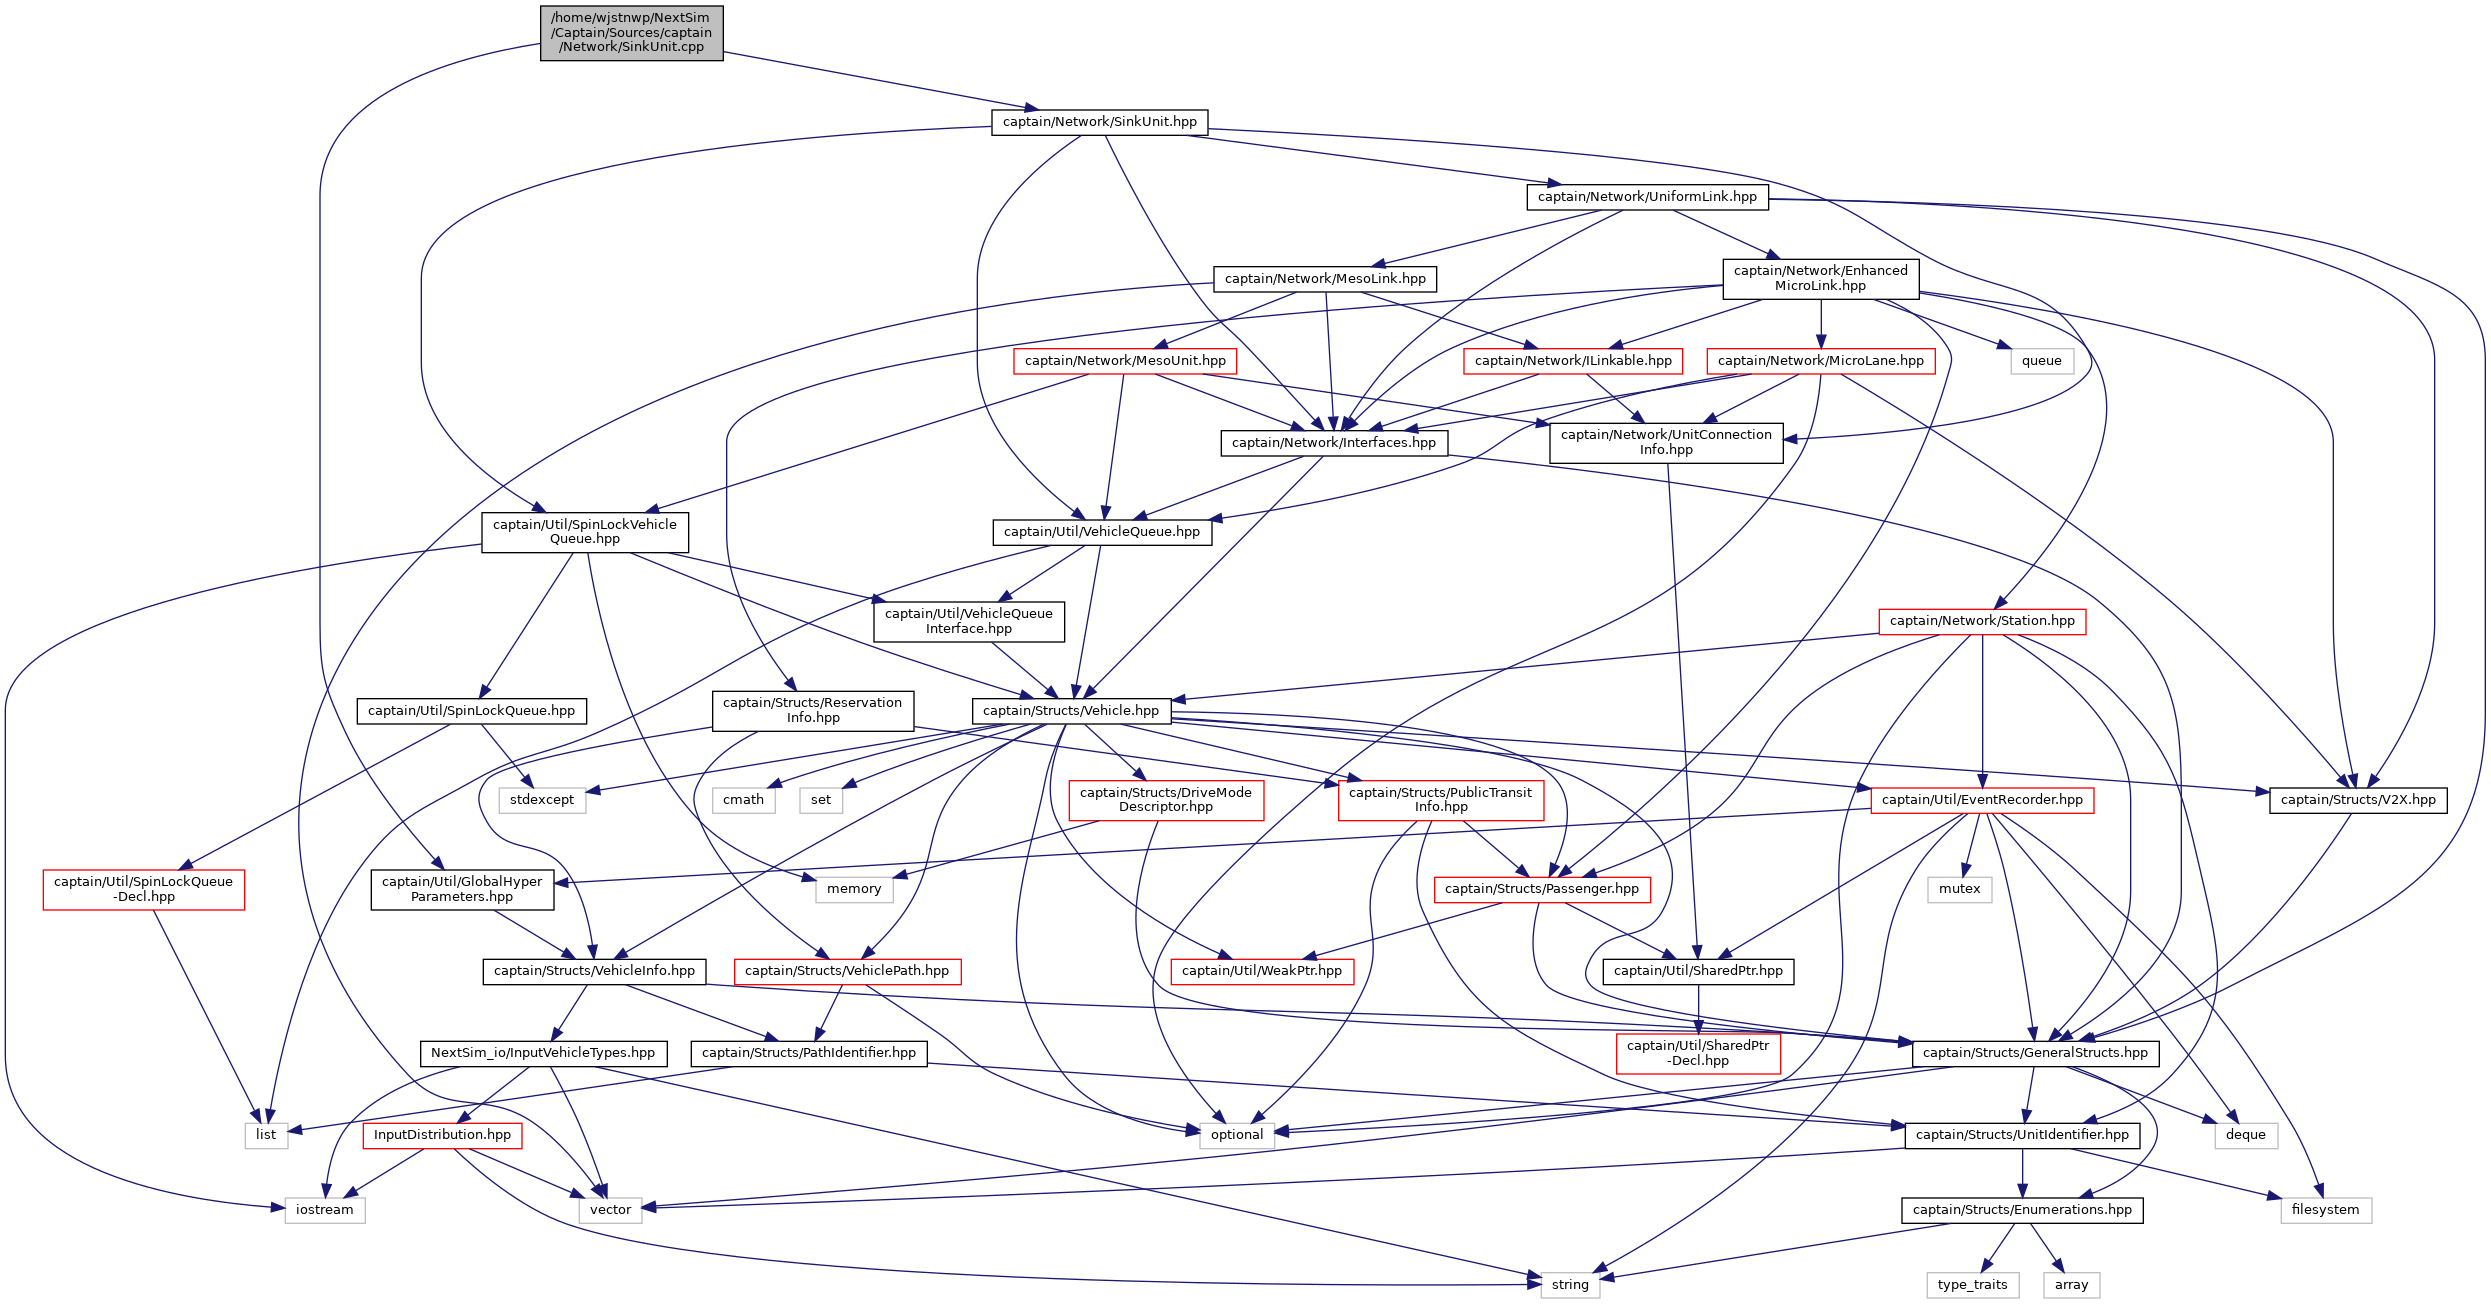 /home/wjstnwp/NextSim
/Captain/Sources/captain
/Network/SinkUnit.cpp
captain/Network/SinkUnit.hpp
captain/Network/UniformLink.hpp
captain/Network/MesoLink.hpp
captain/Network/Enhanced
MicroLink.hpp
captain/Network/MesoUnit.hpp
captain/Network/ILinkable.hpp
captain/Network/MicroLane.hpp
queue
captain/Network/Interfaces.hpp
captain/Network/UnitConnection
Info.hpp
captain/Util/SpinLockVehicle
Queue.hpp
captain/Util/VehicleQueue.hpp
captain/Util/VehicleQueue
Interface.hpp
captain/Network/Station.hpp
captain/Util/SpinLockQueue.hpp
captain/Structs/Reservation
Info.hpp
captain/Structs/Vehicle.hpp
stdexcept
cmath
set
captain/Structs/DriveMode
Descriptor.hpp
captain/Structs/PublicTransit
Info.hpp
captain/Util/EventRecorder.hpp
captain/Structs/V2X.hpp
captain/Util/SpinLockQueue
-Decl.hpp
captain/Util/GlobalHyper
Parameters.hpp
memory
captain/Structs/Passenger.hpp
mutex
captain/Structs/VehicleInfo.hpp
captain/Structs/VehiclePath.hpp
captain/Util/WeakPtr.hpp
captain/Util/SharedPtr.hpp
NextSim_io/InputVehicleTypes.hpp
captain/Structs/PathIdentifier.hpp
captain/Util/SharedPtr
-Decl.hpp
captain/Structs/GeneralStructs.hpp
list
InputDistribution.hpp
optional
captain/Structs/UnitIdentifier.hpp
deque
iostream
vector
captain/Structs/Enumerations.hpp
filesystem
string
type_traits
array